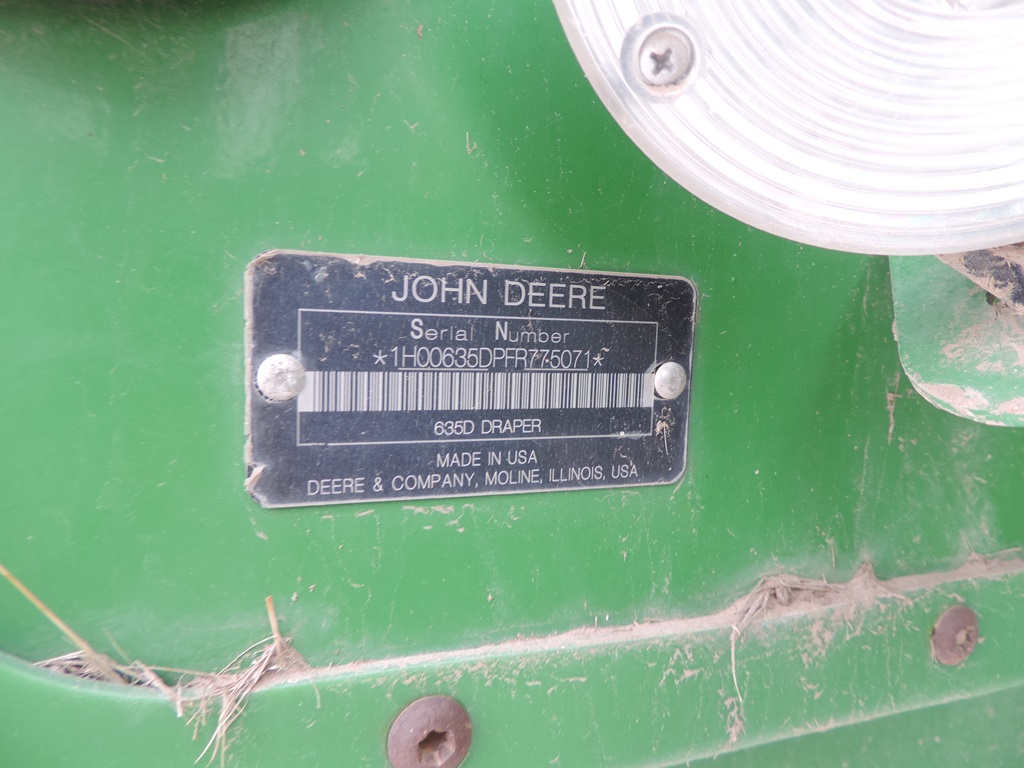 JOHN DEERE
Serial Number
*1H00635DPFR775071*
635D DRAPER
MADE IN USA
DEERE & COMPANY, MOLINE, ILLINOIS, USA